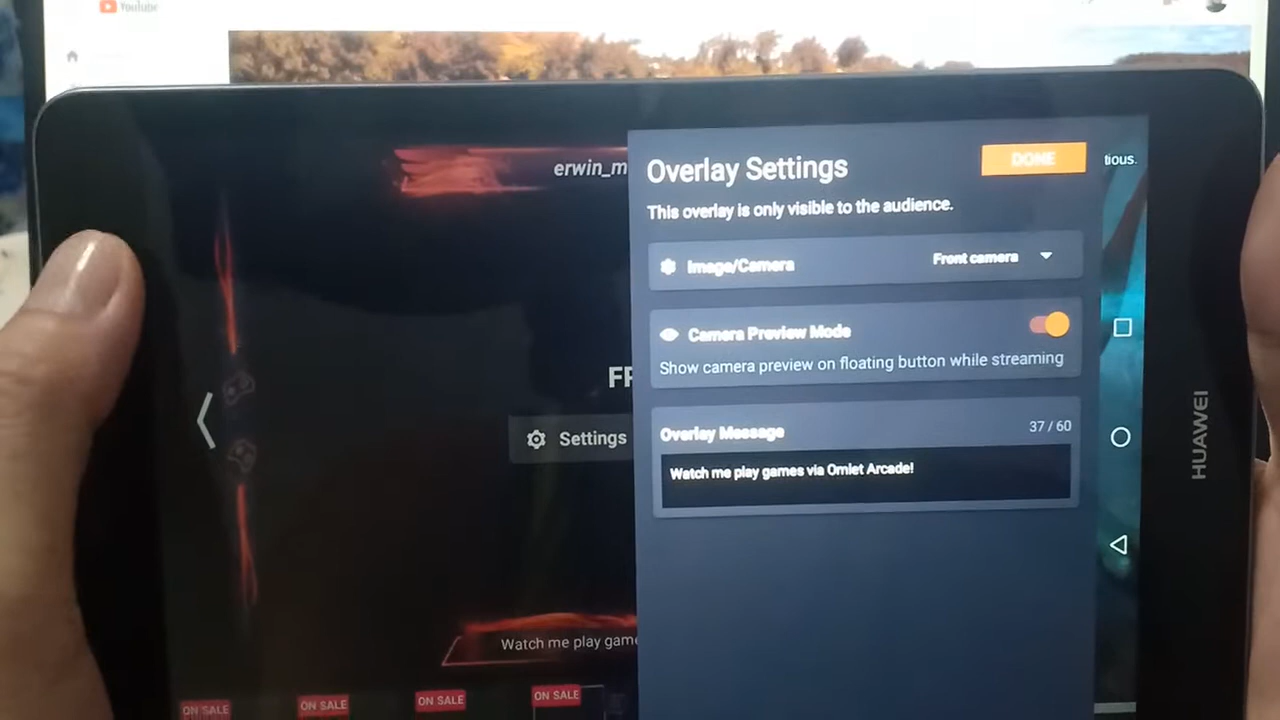 YouTube
erwin_m
Overlay Settings
DONE
tious.
This overlay is only visible to the audience.
Image/Camera
Front camera
Camera Preview Mode
Show camera preview on floating button while streaming
FR
Settings
Overlay Message
37 / 60
Watch me play games via Omlet Arcade!
HUAWEI
Watch me play game
ON SALE
ON SALE
ON SALE
ON SALE